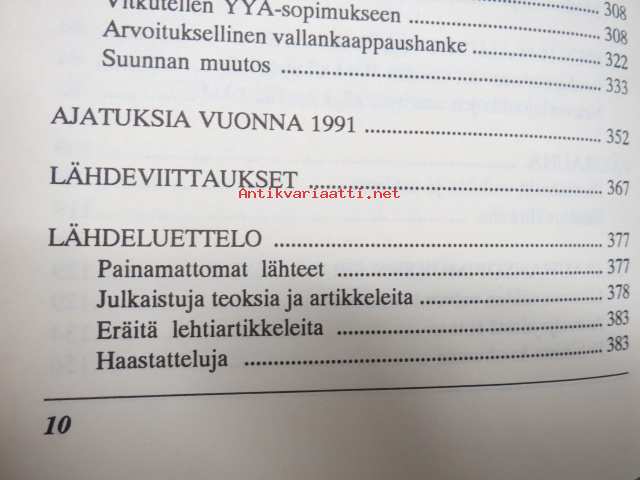 Vitkutellen YYA-sopimukseen 308
308
Arvoituksellinen vallankaappaushanke 322
Suunnan muutos 333
AJATUKSIA VUONNA 1991 352
LÄHDEVIITTAUKSET 367
Antikvariaatti.net
LÄHDELUETTELO 377
Painamattomat lähteet 377
Julkaistuja teoksia ja artikkeleita 378
Eräitä lehtiartikkeleita 383
Haastatteluja 383
10